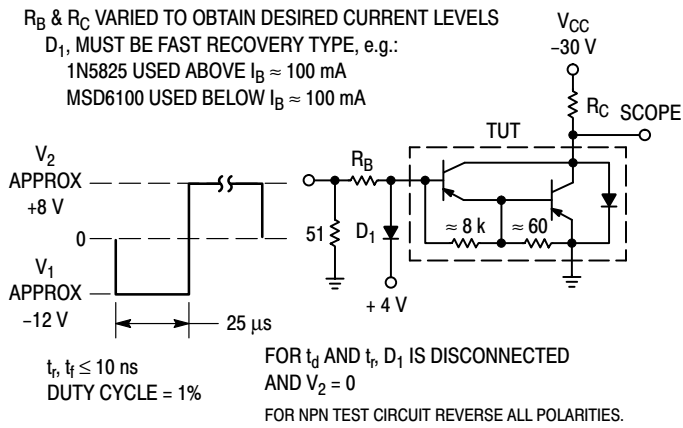 R_B & R_C VARIED TO OBTAIN DESIRED CURRENT LEVELS
D_1, MUST BE FAST RECOVERY TYPE, e.g.:
1N5825 USED ABOVE I_B ≈ 100 mA
MSD6100 USED BELOW I_B ≈ 100 mA
V_CC
−30 V
R_C
SCOPE
TUT
V_2
APPROX
+8 V
0
V_1
APPROX
−12 V
25 μs
R_B
51
D_1
+ 4 V
≈ 8 k
≈ 60
t_r, t_f ≤ 10 ns
DUTY CYCLE = 1%
FOR t_d AND t_r, D_1 IS DISCONNECTED
AND V_2 = 0
FOR NPN TEST CIRCUIT REVERSE ALL POLARITIES.